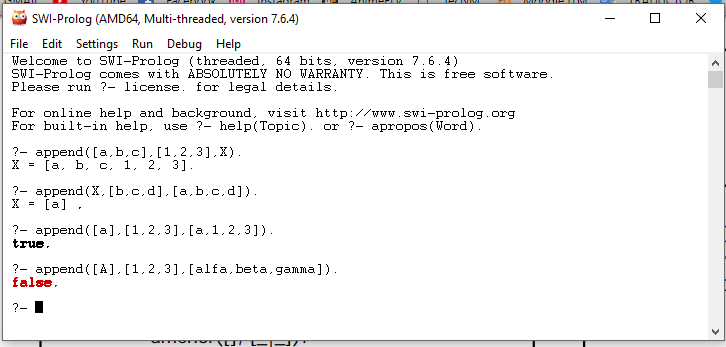 SWI-Prolog (AMD64, Multi-threaded, version 7.6.4)
File Edit Settings Run Debug Help
Welcome to SWI-Prolog (threaded, 64 bits, version 7.6.4)
SWI-Prolog comes with ABSOLUTELY NO WARRANTY. This is free software.
Please run ?- license. for legal details.
For online help and background, visit http://www.swi-prolog.org
For built-in help, use ?- help(Topic). or ?- apropos(Word).
?- append([a,b,c],[1,2,3],X).
X = [a, b, c, 1, 2, 3].
?- append(X,[b,c,d],[a,b,c,d]).
X = [a] .
?- append([a],[1,2,3],[a,1,2,3]).
true.
?- append([A],[1,2,3],[alfa,beta,gamma]).
false.
?-